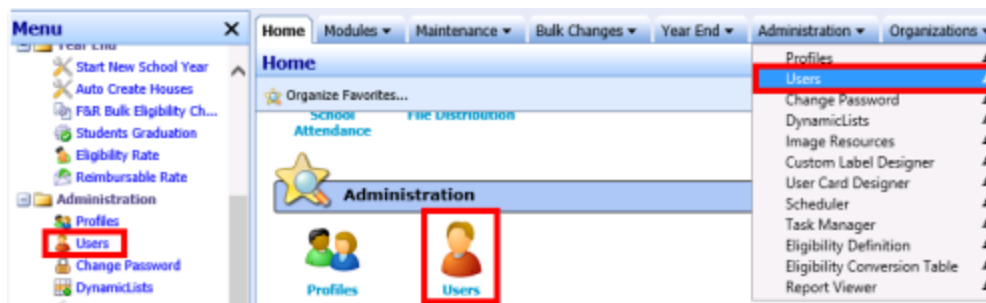 Menu
Year End
Start New School Year
Auto Create Houses
F&R Bulk Eligibility Ch...
Students Graduation
Eligibility Rate
Reimbursable Rate
Administration
Profiles
Users
Change Password
DynamicLists
Home Modules Maintenance Bulk Changes Year End Administration Organizations
Home
Organize Favorites...
School Attendance
File Distribution
Administration
Profiles
Users
Profiles
Users
Change Password
DynamicLists
Image Resources
Custom Label Designer
User Card Designer
Scheduler
Task Manager
Eligibility Definition
Eligibility Conversion Table
Report Viewer